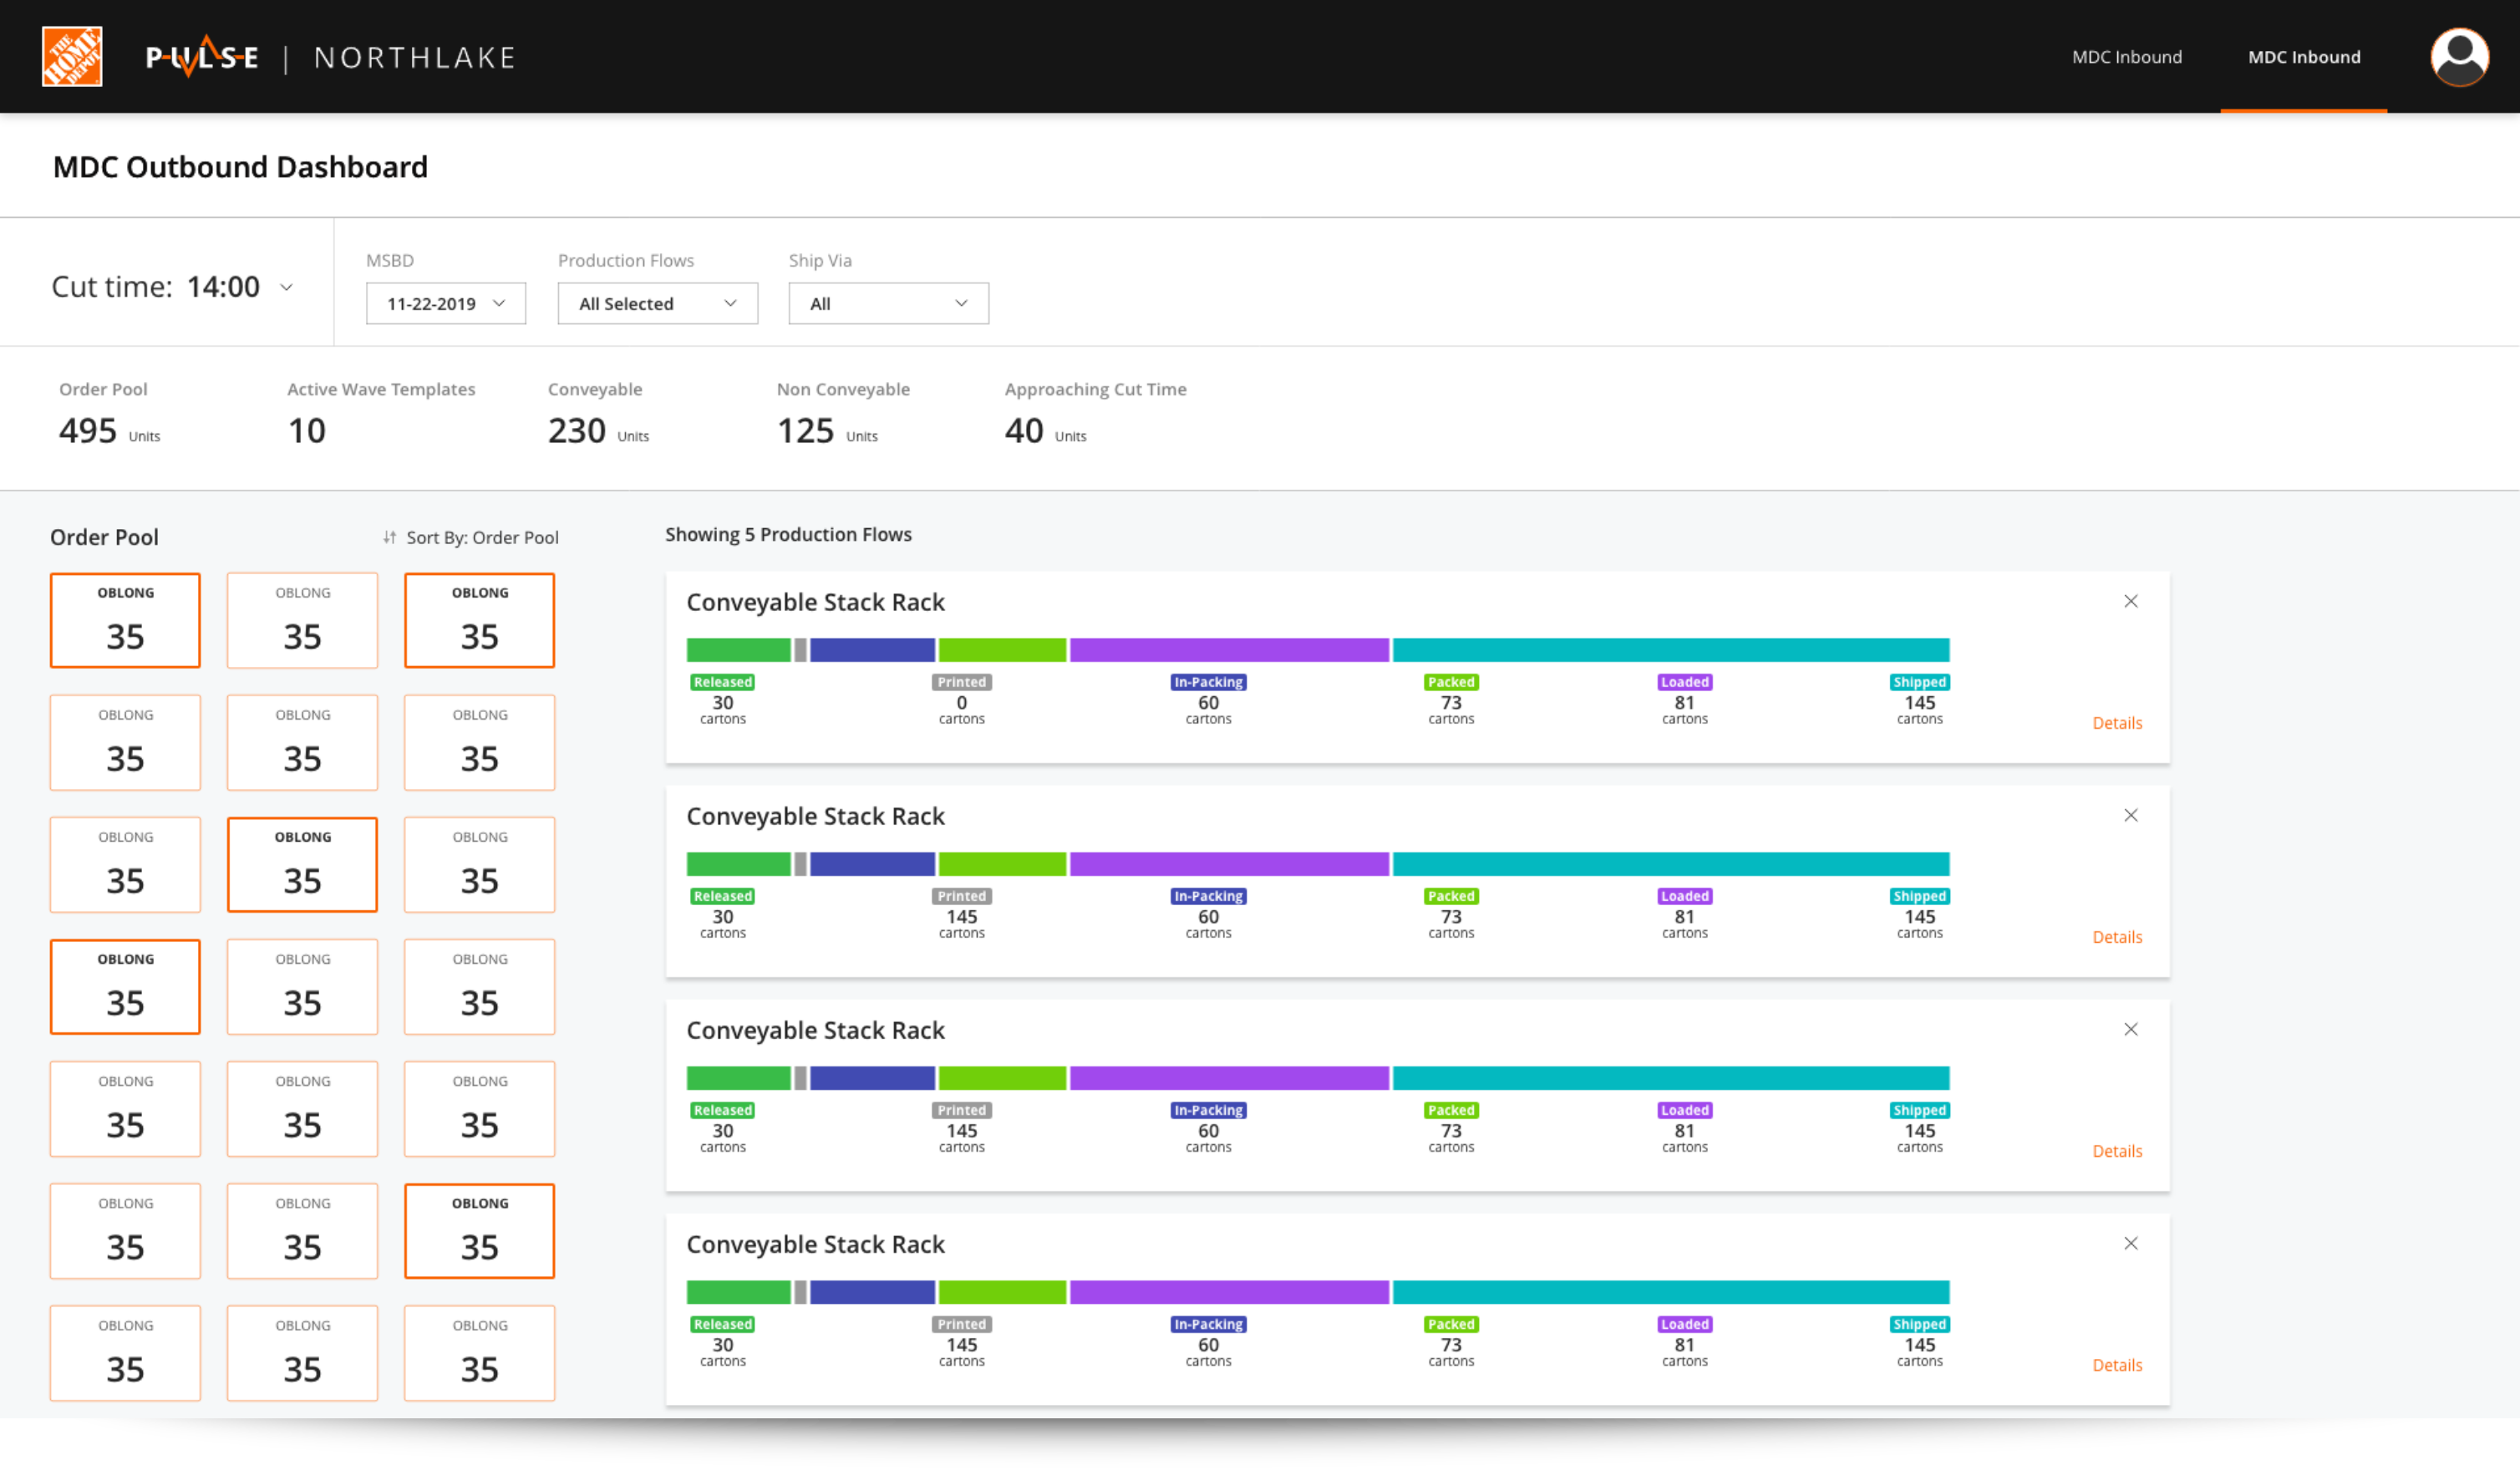 THE HOME DEPOT
PULSE | NORTHLAKE
MDC Inbound
MDC Inbound
MDC Outbound Dashboard
Cut time: 14:00
MSBD
Production Flows
Ship Via
11-22-2019
All Selected
All
Order Pool
Active Wave Templates
Conveyable
Non Conveyable
Approaching Cut Time
495 Units
10
230 Units
125 Units
40 Units
Order Pool
Sort By: Order Pool
OBLONG OBLONG OBLONG
35 35 35
OBLONG OBLONG OBLONG
35 35 35
OBLONG OBLONG OBLONG
35 35 35
OBLONG OBLONG OBLONG
35 35 35
OBLONG OBLONG OBLONG
35 35 35
OBLONG OBLONG OBLONG
35 35 35
OBLONG OBLONG OBLONG
35 35 35
Showing 5 Production Flows
Conveyable Stack Rack
Released Printed In-Packing Packed Loaded Shipped
30 0 60 73 81 145
cartons cartons cartons cartons cartons cartons
Details
Conveyable Stack Rack
Released Printed In-Packing Packed Loaded Shipped
30 145 60 73 81 145
cartons cartons cartons cartons cartons cartons
Details
Conveyable Stack Rack
Released Printed In-Packing Packed Loaded Shipped
30 145 60 73 81 145
cartons cartons cartons cartons cartons cartons
Details
Conveyable Stack Rack
Released Printed In-Packing Packed Loaded Shipped
30 145 60 73 81 145
cartons cartons cartons cartons cartons cartons
Details